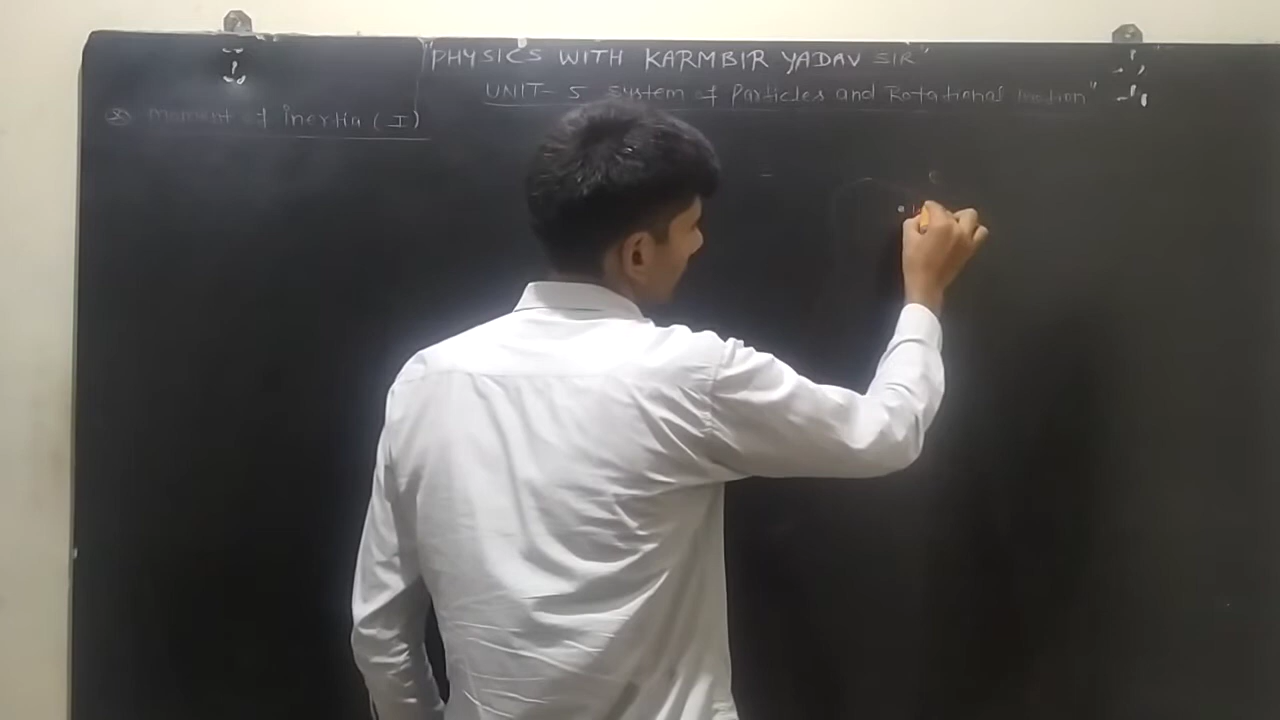 "PHYSICS WITH KARMBIR YADAV SIR"
UNIT- 5 System of Particles and Rotational motion"
Moment of Inertia (I)